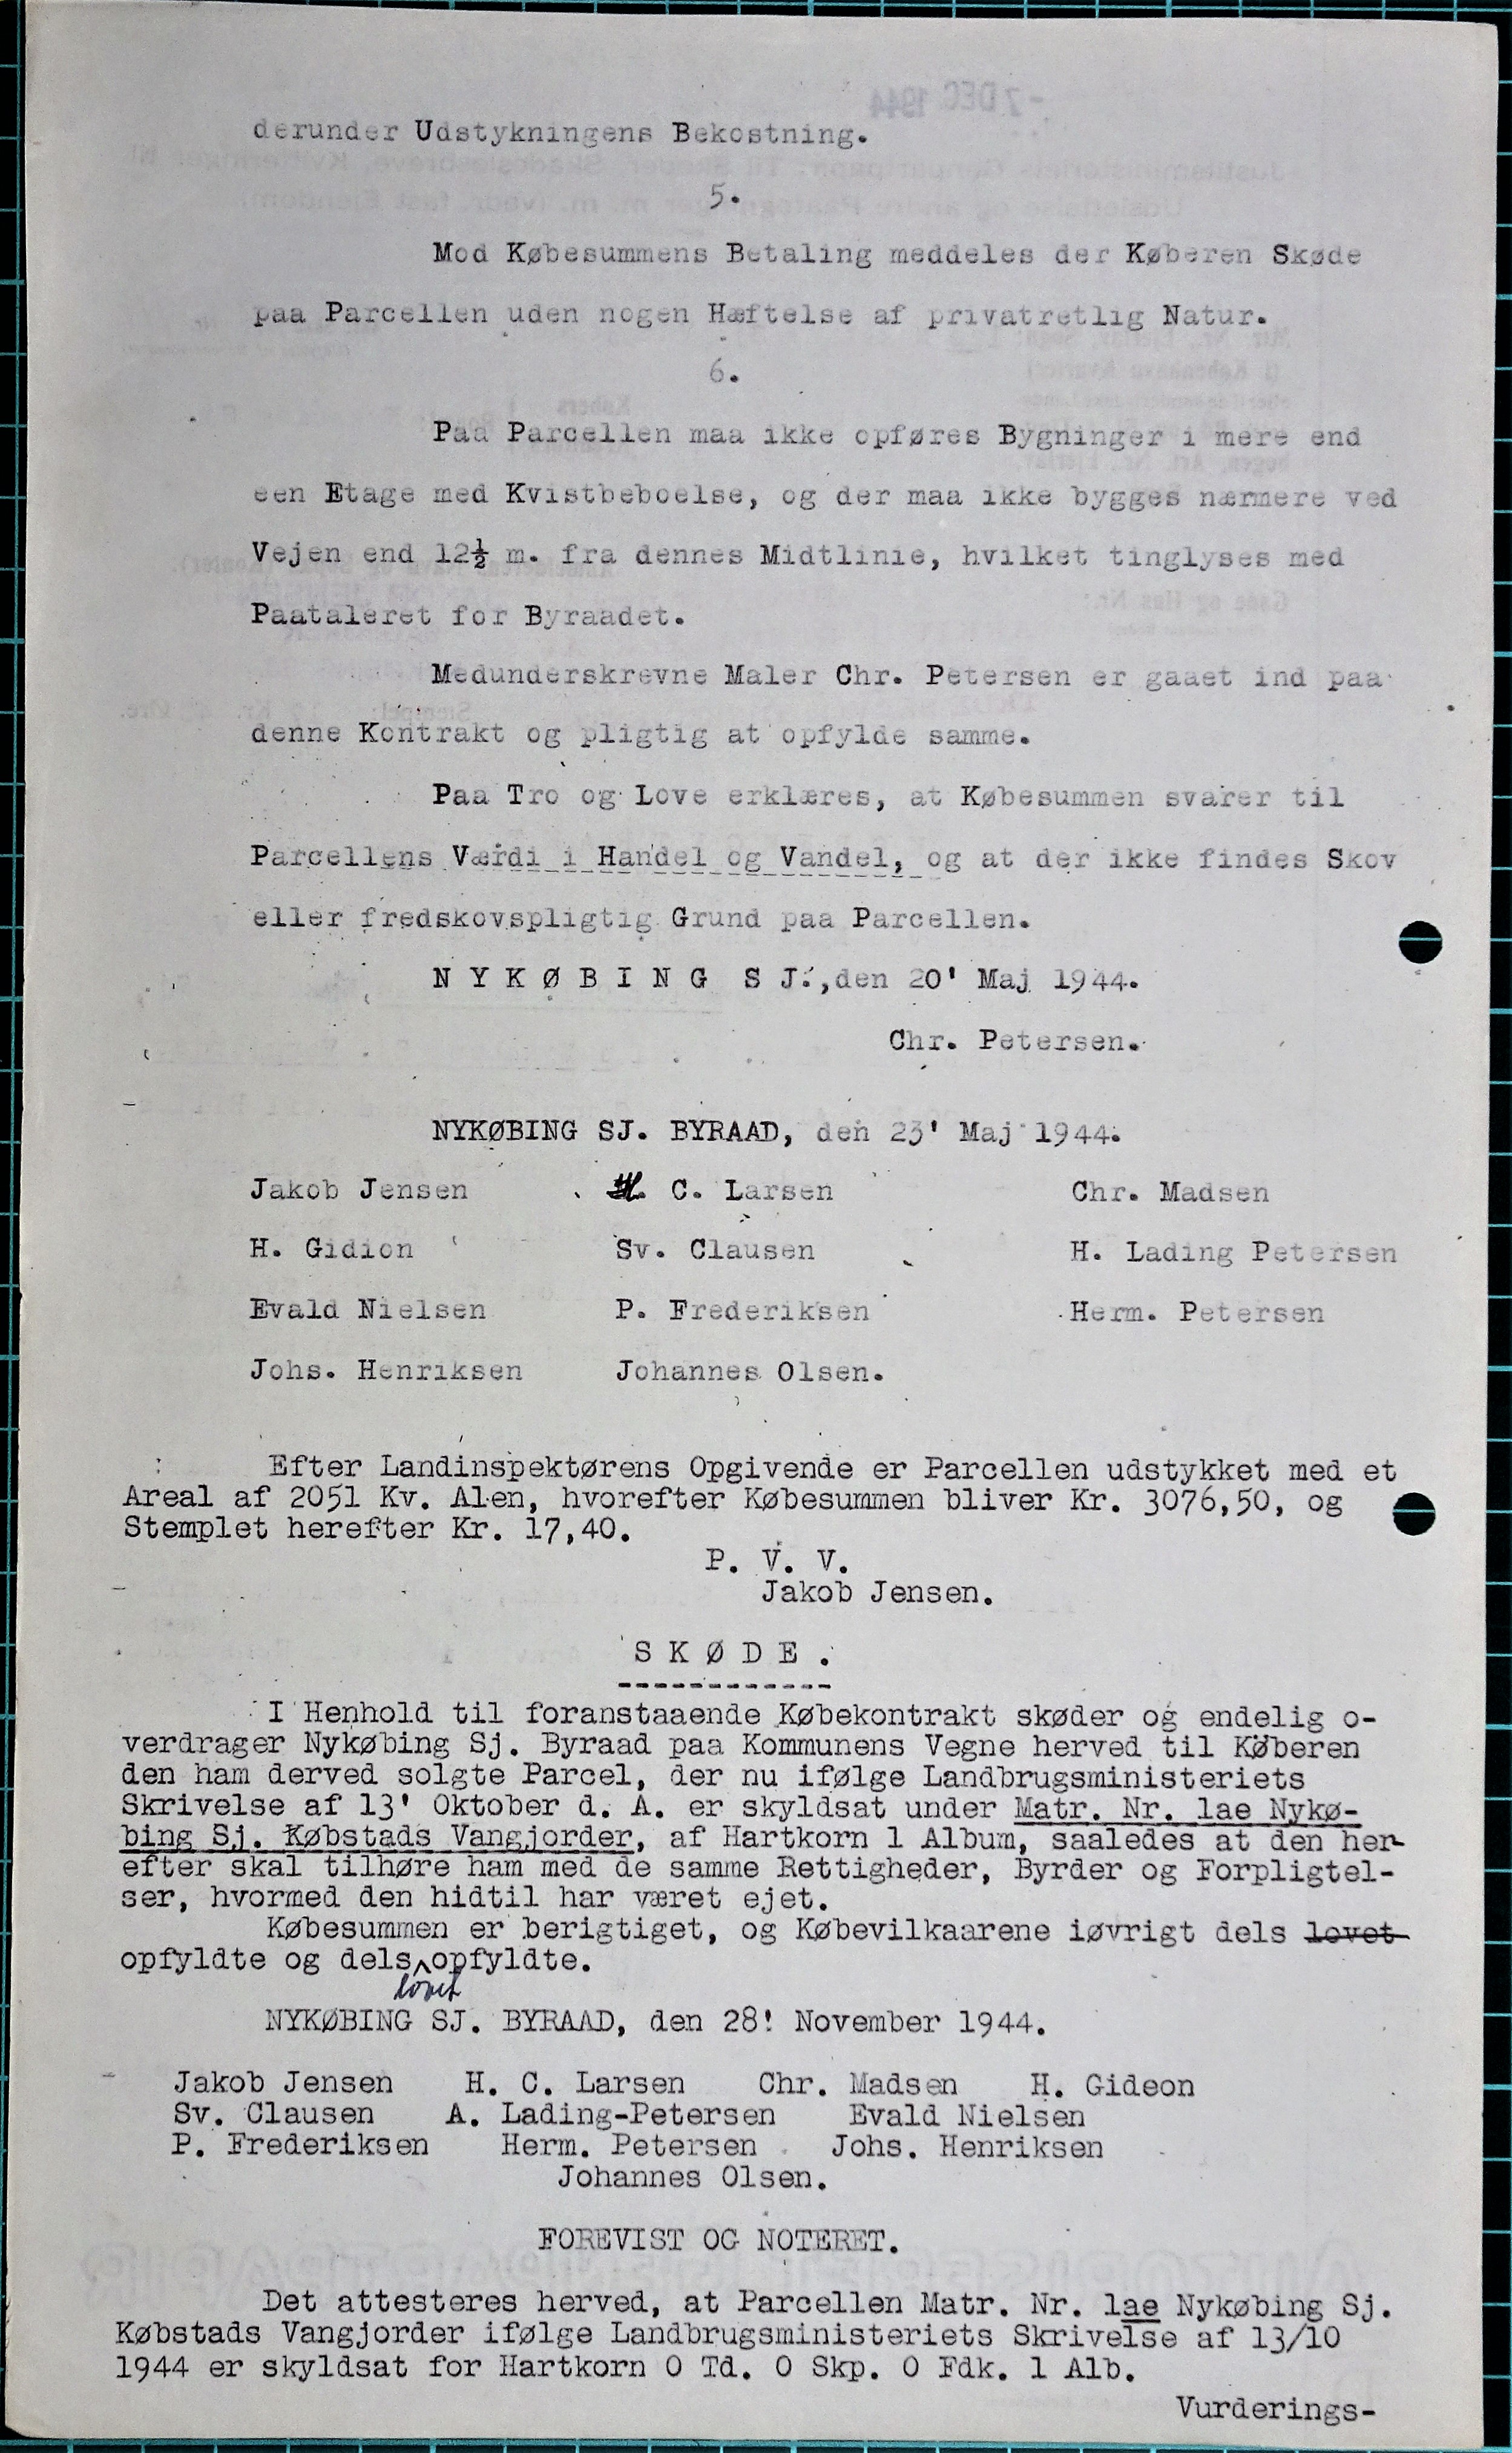 derunder Udstykningens Bekostning.
5.
Mod Købesummens Betaling meddeles der Køberen Skøde
paa Parcellen uden nogen Hæftelse af privatretlig Natur.
6.
Paa Parcellen maa ikke opføres Bygninger i mere end
een Etage med Kvistbeboelse, og der maa ikke bygges nærmere ved
Vejen end 12½ m. fra dennes Midtlinie, hvilket tinglyses med
Paataleret for Byraadet.
Medunderskrevne Maler Chr. Petersen er gaaet ind paa
denne Kontrakt og pligtig at opfylde samme.
Paa Tro og Love erklæres, at Købesummen svarer til
Parcellens Værdi i Handel og Vandel, og at der ikke findes Skov
eller fredskovspligtig Grund paa Parcellen.
N Y K Ø B I N G  S J., den 20' Maj 1944.
Chr. Petersen.
NYKØBING SJ. BYRAAD, den 23' Maj 1944.
Jakob Jensen H. C. Larsen Chr. Madsen
H. Gidion Sv. Clausen H. Lading Petersen
Evald Nielsen P. Frederiksen Herm. Petersen
Johs. Henriksen Johannes Olsen.
Efter Landinspektørens Opgivende er Parcellen udstykket med et
Areal af 2051 Kv. Alen, hvorefter Købesummen bliver Kr. 3076,50, og
Stemplet herefter Kr. 17,40.
P. V. V.
Jakob Jensen.
S K Ø D E .
I Henhold til foranstaaende Købekontrakt skøder og endelig o-
verdrager Nykøbing Sj. Byraad paa Kommunens Vegne herved til Køberen
den ham derved solgte Parcel, der nu ifølge Landbrugsministeriets
Skrivelse af 13' Oktober d. A. er skyldsat under Matr. Nr. 1ae Nykø-
bing Sj. Købstads Vangjorder, af Hartkorn 1 Album, saaledes at den her-
efter skal tilhøre ham med de samme Rettigheder, Byrder og Forpligtel-
ser, hvormed den hidtil har været ejet.
Købesummen er berigtiget, og Købevilkaarene iøvrigt dels lovet
opfyldte og dels opfyldte.
lovet
NYKØBING SJ. BYRAAD, den 28' November 1944.
Jakob Jensen H. C. Larsen Chr. Madsen H. Gideon
Sv. Clausen A. Lading-Petersen Evald Nielsen
P. Frederiksen Herm. Petersen Johs. Henriksen
Johannes Olsen.
FOREVIST OG NOTERET.
Det attesteres herved, at Parcellen Matr. Nr. 1ae Nykøbing Sj.
Købstads Vangjorder ifølge Landbrugsministeriets Skrivelse af 13/10
1944 er skyldsat for Hartkorn 0 Td. 0 Skp. 0 Fdk. 1 Alb.
Vurderings-